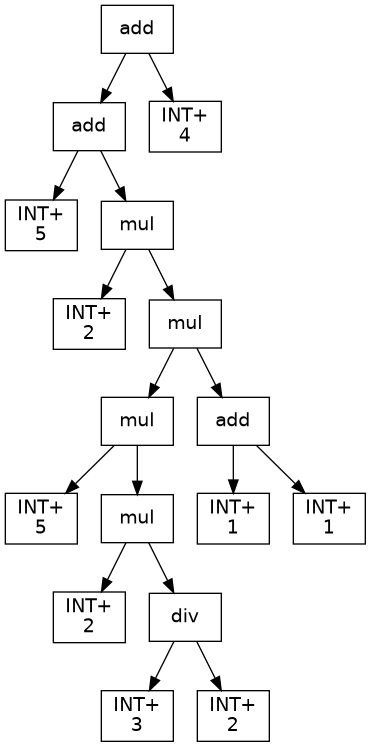 add
add
INT+
4
INT+
5
mul
INT+
2
mul
mul
add
INT+
5
mul
INT+
1
INT+
1
INT+
2
div
INT+
3
INT+
2